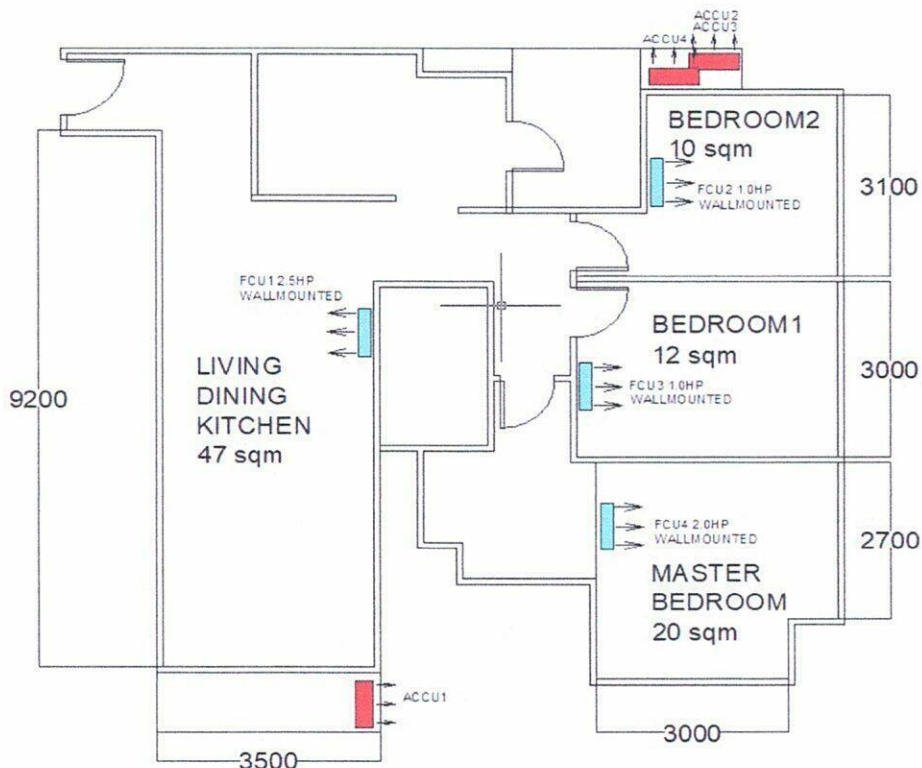 ACCU2
ACCU4
ACCU3
BEDROOM2
10 sqm
FCU2 1.0HP
WALLMOUNTED
3100
FCU1 2.5HP
WALLMOUNTED
BEDROOM1
12 sqm
FCU3 1.0HP
WALLMOUNTED
3000
LIVING
DINING
KITCHEN
47 sqm
9200
FCU4 2.0HP
WALLMOUNTED
2700
MASTER
BEDROOM
20 sqm
ACCU1
3000
3500